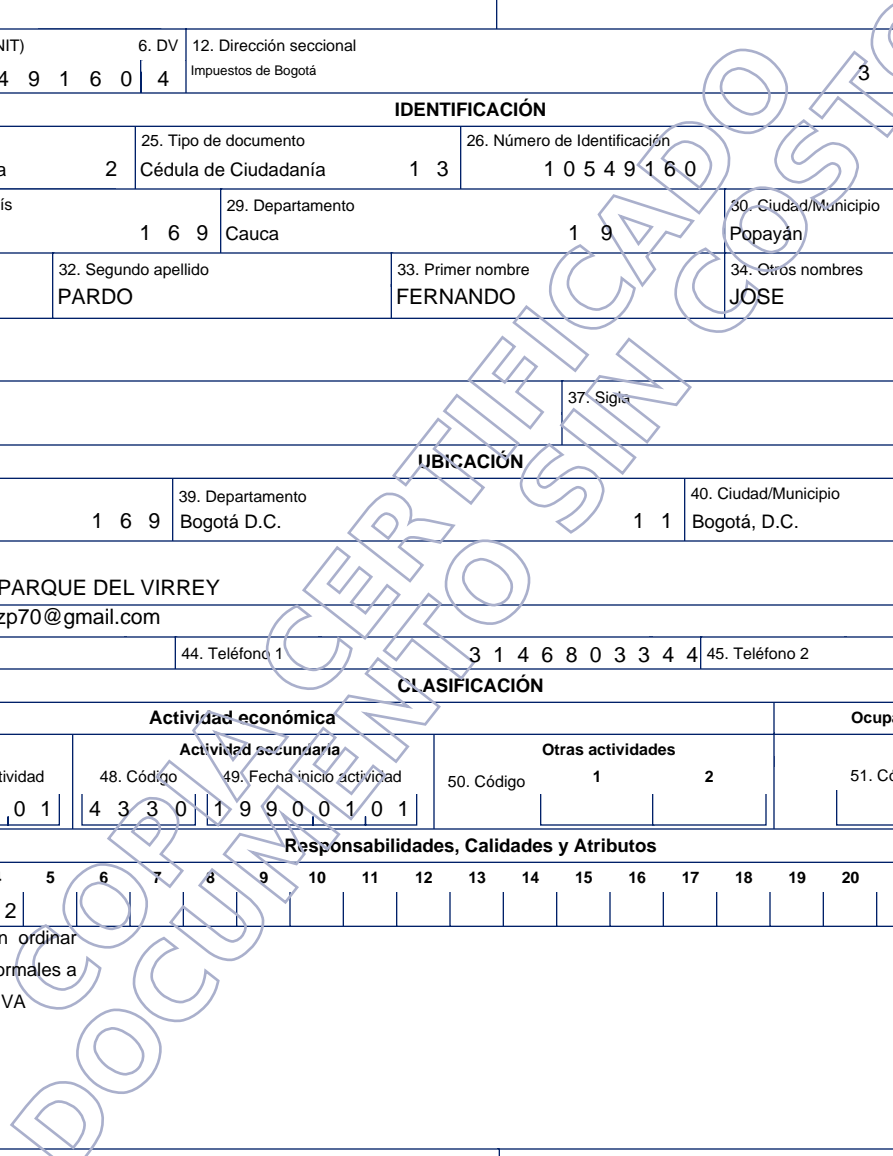 NIT) 6. DV 12. Dirección seccional
4 9 1 6 0 4 Impuestos de Bogotá 3
IDENTIFICACIÓN
25. Tipo de documento 26. Número de Identificación
a 2 Cédula de Ciudadanía 1 3 1 0 5 4 9 1 6 0
ís 29. Departamento 30. Ciudad/Municipio
1 6 9 Cauca 1 9 Popayán
32. Segundo apellido 33. Primer nombre 34. Otros nombres
PARDO FERNANDO JOSE
37. Sigla
UBICACIÓN
39. Departamento 40. Ciudad/Municipio
1 6 9 Bogotá D.C. 1 1 Bogotá, D.C.
PARQUE DEL VIRREY
zp70@gmail.com
44. Teléfono 1 3 1 4 6 8 0 3 3 4 4 45. Teléfono 2
CLASIFICACIÓN
Actividad económica Ocupa
Actividad secundaria Otras actividades
tividad 48. Código 49. Fecha inicio actividad 50. Código 1 2 51. Có
0 1 4 3 3 0 1 9 9 0 0 1 0 1
Responsabilidades, Calidades y Atributos
5 6 7 8 9 10 11 12 13 14 15 16 17 18 19 20
2
n ordinar
ormales a
VA
COPIA CERTIFICADO
DOCUMENTO SIN COSTO